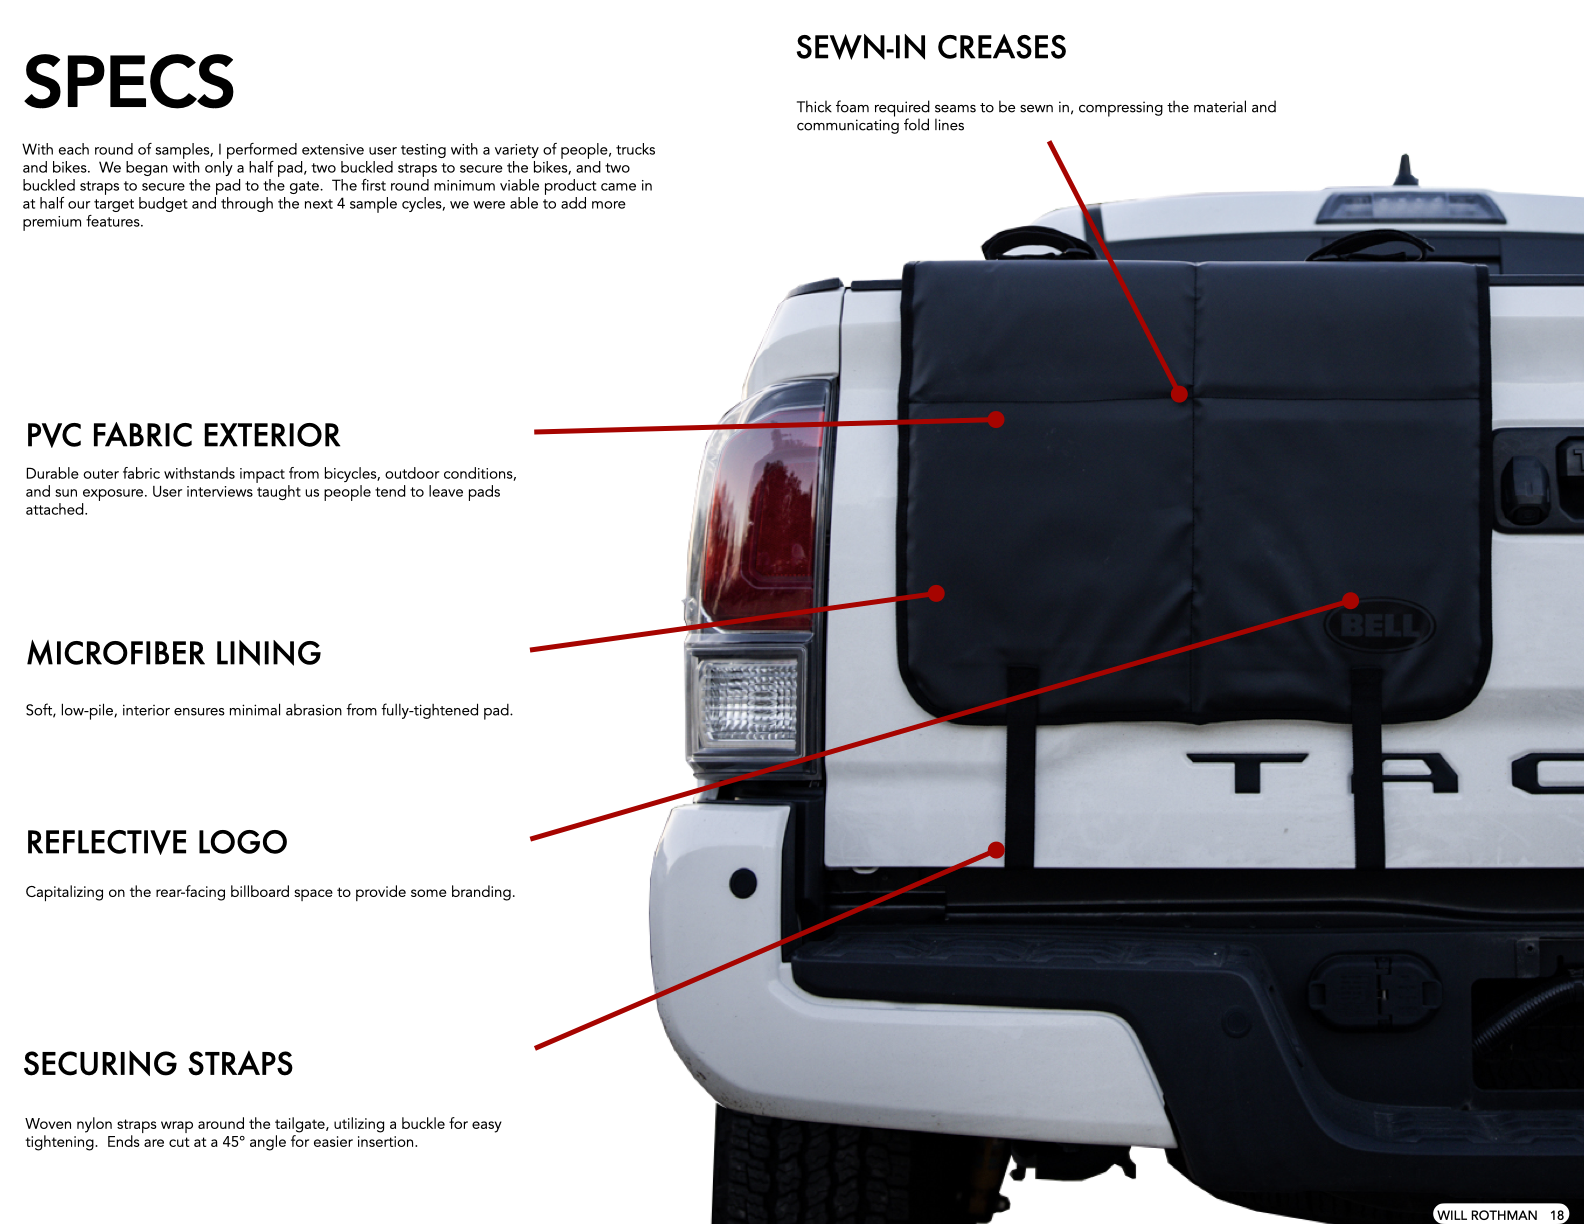 SPECS
With each round of samples, I performed extensive user testing with a variety of people, trucks
and bikes.  We began with only a half pad, two buckled straps to secure the bikes, and two
buckled straps to secure the pad to the gate.  The first round minimum viable product came in
at half our target budget and through the next 4 sample cycles, we were able to add more
premium features.
SEWN-IN CREASES
Thick foam required seams to be sewn in, compressing the material and
communicating fold lines
PVC FABRIC EXTERIOR
Durable outer fabric withstands impact from bicycles, outdoor conditions,
and sun exposure. User interviews taught us people tend to leave pads
attached.
MICROFIBER LINING
Soft, low-pile, interior ensures minimal abrasion from fully-tightened pad.
REFLECTIVE LOGO
Capitalizing on the rear-facing billboard space to provide some branding.
SECURING STRAPS
Woven nylon straps wrap around the tailgate, utilizing a buckle for easy
tightening.  Ends are cut at a 45° angle for easier insertion.
BELL
TAC
WILL ROTHMAN 18